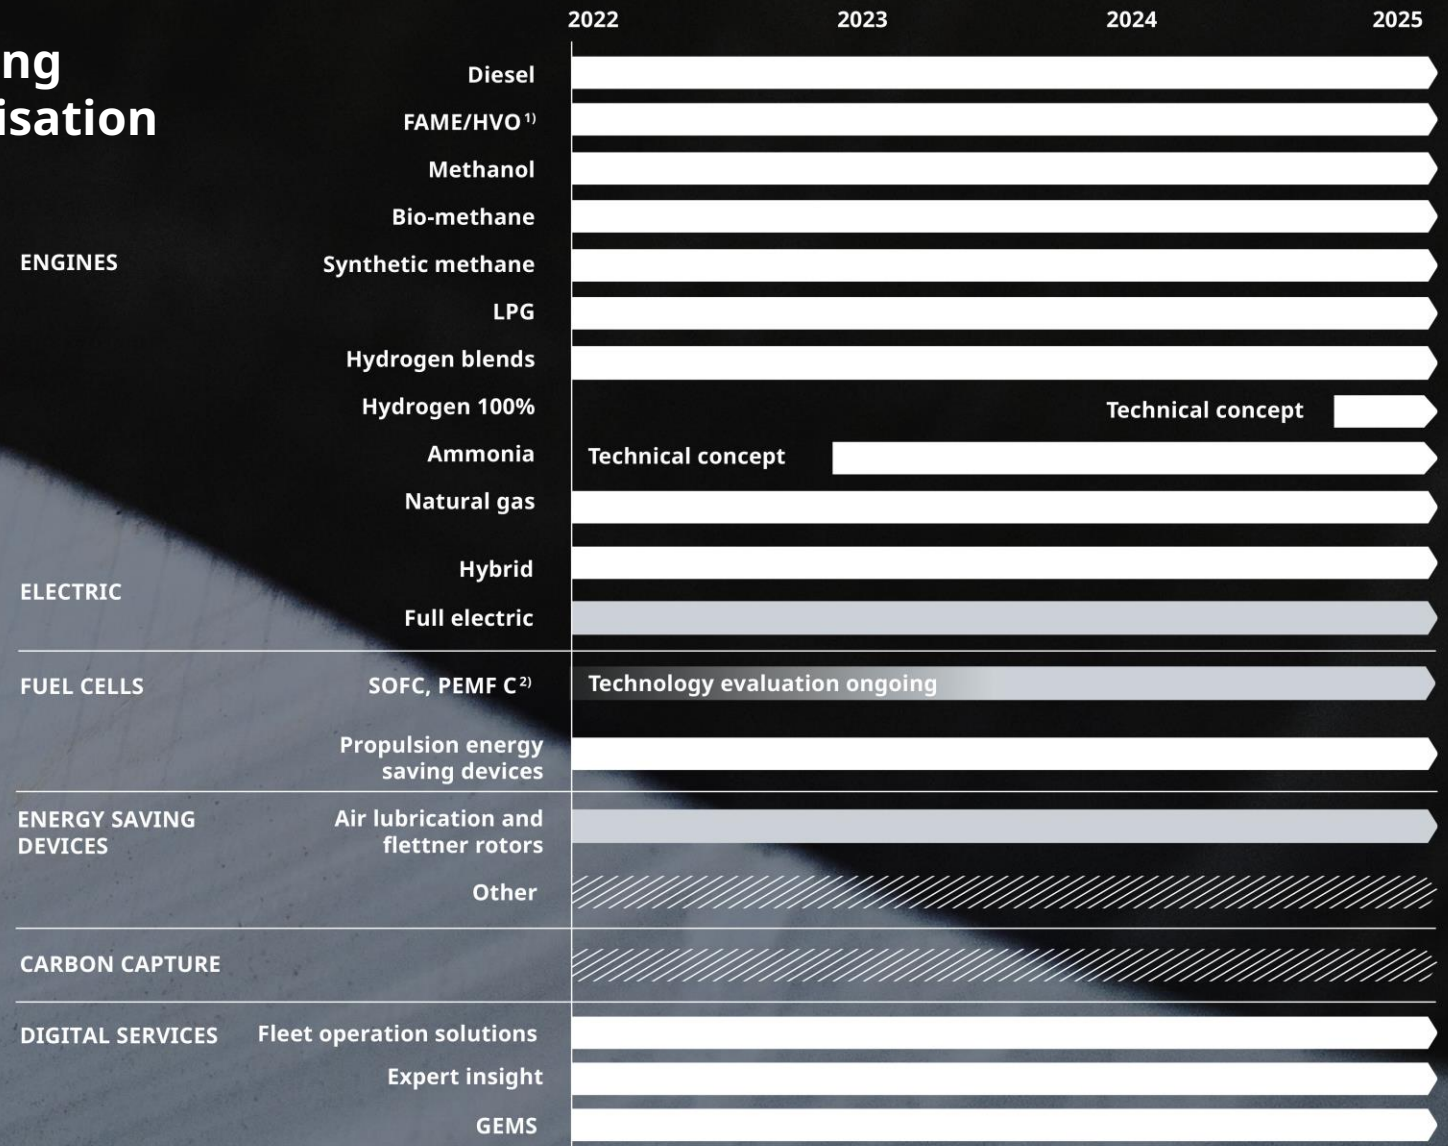 2022 2023 2024 2025
ng
isation
Diesel
FAME/HVO 1)
Methanol
Bio-methane
ENGINES
Synthetic methane
LPG
Hydrogen blends
Hydrogen 100%
Technical concept
Ammonia
Technical concept
Natural gas
Hybrid
ELECTRIC
Full electric
FUEL CELLS
SOFC, PEMF C 2)
Technology evaluation ongoing
Propulsion energy
saving devices
ENERGY SAVING
DEVICES
Air lubrication and
flettner rotors
Other
CARBON CAPTURE
DIGITAL SERVICES
Fleet operation solutions
Expert insight
GEMS